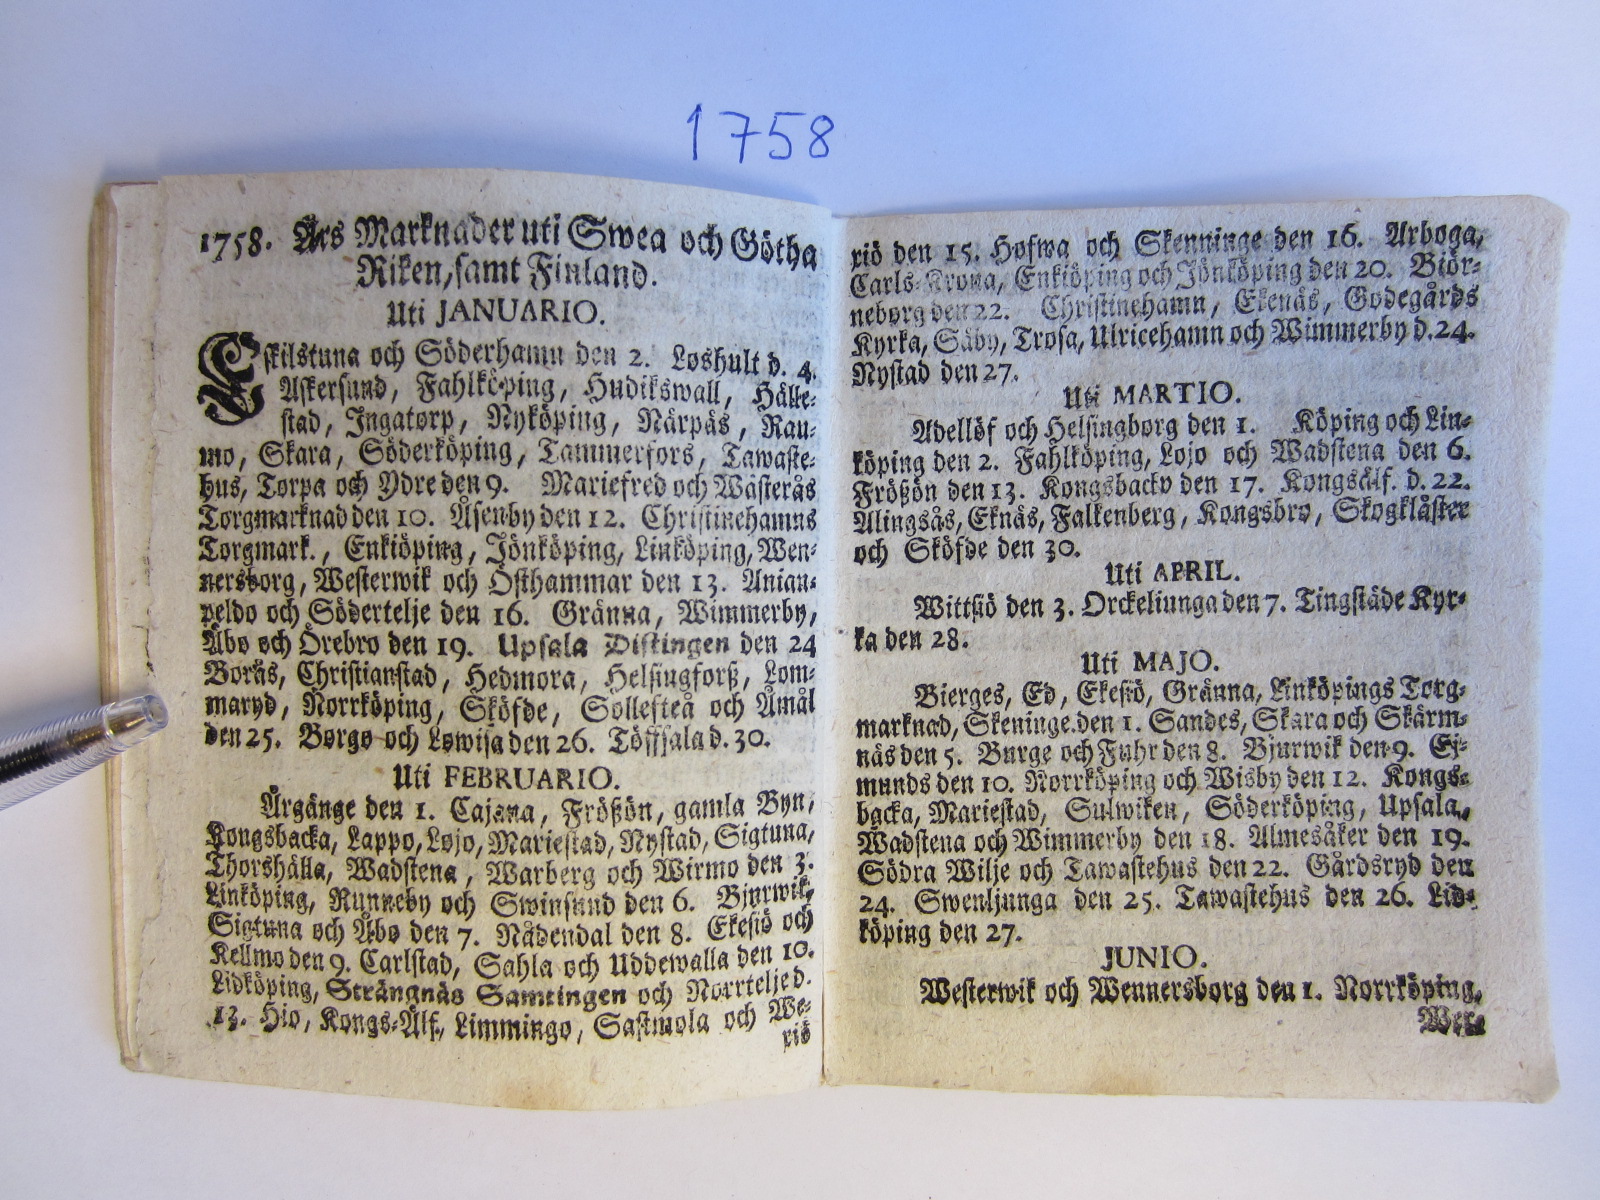 1758
1758. Års Marknader uti Swea och Götha
Riken, samt Finland.
Uti JANUARIO.
Eskilstuna och Söderhamn den 2. Loshult d. 4.
Askersund, Fahlköping, Hudikswall, Hälle-
stad, Ingatorp, Nyköping, Närpäs, Rau-
mo, Skara, Söderköping, Tammerfors, Tawaste-
hus, Torpa och Ydre den 9. Mariefred och Wästerås
Torgmarknad den 10. Åsenby den 12. Christinehamns
Torgmark., Enkiöping, Jönköping, Linköping, Wen-
nersborg, Westerwik och Östhammar den 13. Anian-
peldo och Södertelje den 16. Gränna, Wimmerby,
Åbo och Örebro den 19. Upsala Distingen den 24
Borås, Christianstad, Hedmora, Helsingforß, Lom-
maryd, Norrköping, Sköfde, Sollefteå och Åmål
den 25. Borgo och Lowisa den 26. Töffsala d. 30.
Uti FEBRUARIO.
Årgänge den 1. Cajana, Frößön, gamla Byn,
Kongsbacka, Lappo, Lojo, Mariestad, Nystad, Sigtuna,
Thorshälla, Wadstena, Warberg och Wirmo den 3.
Linköping, Runneby och Swinsund den 6. Bjurwik,
Sigtuna och Åbo den 7. Nådendal den 8. Ekesiö och
Kellmo den 9. Carlstad, Sahla och Uddewalla den 10.
Lidköping, Strängnäs Samtingen och Norrtelje d.
13. Hio, Kongs-Älf, Limmingo, Sastmola och We-
xiö
xiö den 15. Hofwa och Skenninge den 16. Arboga,
Carls-Krona, Enkiöping och Jönköping den 20. Biör-
neborg den 22. Christinehamn, Ekenäs, Godegårds
Kyrka, Säby, Trosa, Ulricehamn och Wimmerby d. 24.
Nystad den 27.
Uti MARTIO.
Adellöf och Helsingborg den 1. Köping och Lin-
köping den 2. Fahlköping, Lojo och Wadstena den 6.
Frößön den 13. Kongsbacka den 17. Kongsälf. d. 22.
Alingsås, Eknäs, Falkenberg, Kongsbro, Skogklåster
och Sköfde den 30.
Uti APRIL.
Wittsiö den 3. Orckeliunga den 7. Tingstäde Kyr-
ka den 28.
Uti MAJO.
Bierges, Ed, Ekesiö, Gränna, Linköpings Torg-
marknad, Skeninge.den 1. Sandes, Skara och Skärm-
näs den 5. Burge och Fuhr den 8. Bjurwik den 9. Ej-
munds den 10. Norrköping och Wisby den 12. Kongs-
backa, Mariestad, Sulwiken, Söderköping, Upsala,
Wadstena och Wimmerby den 18. Almesåker den 19.
Södra Wilje och Tawastehus den 22. Gårdsryd den
24. Swenljunga den 25. Tawastehus den 26. Lid-
köping den 27.
JUNIO.
Westerwik och Wennersborg den 1. Norrköping,